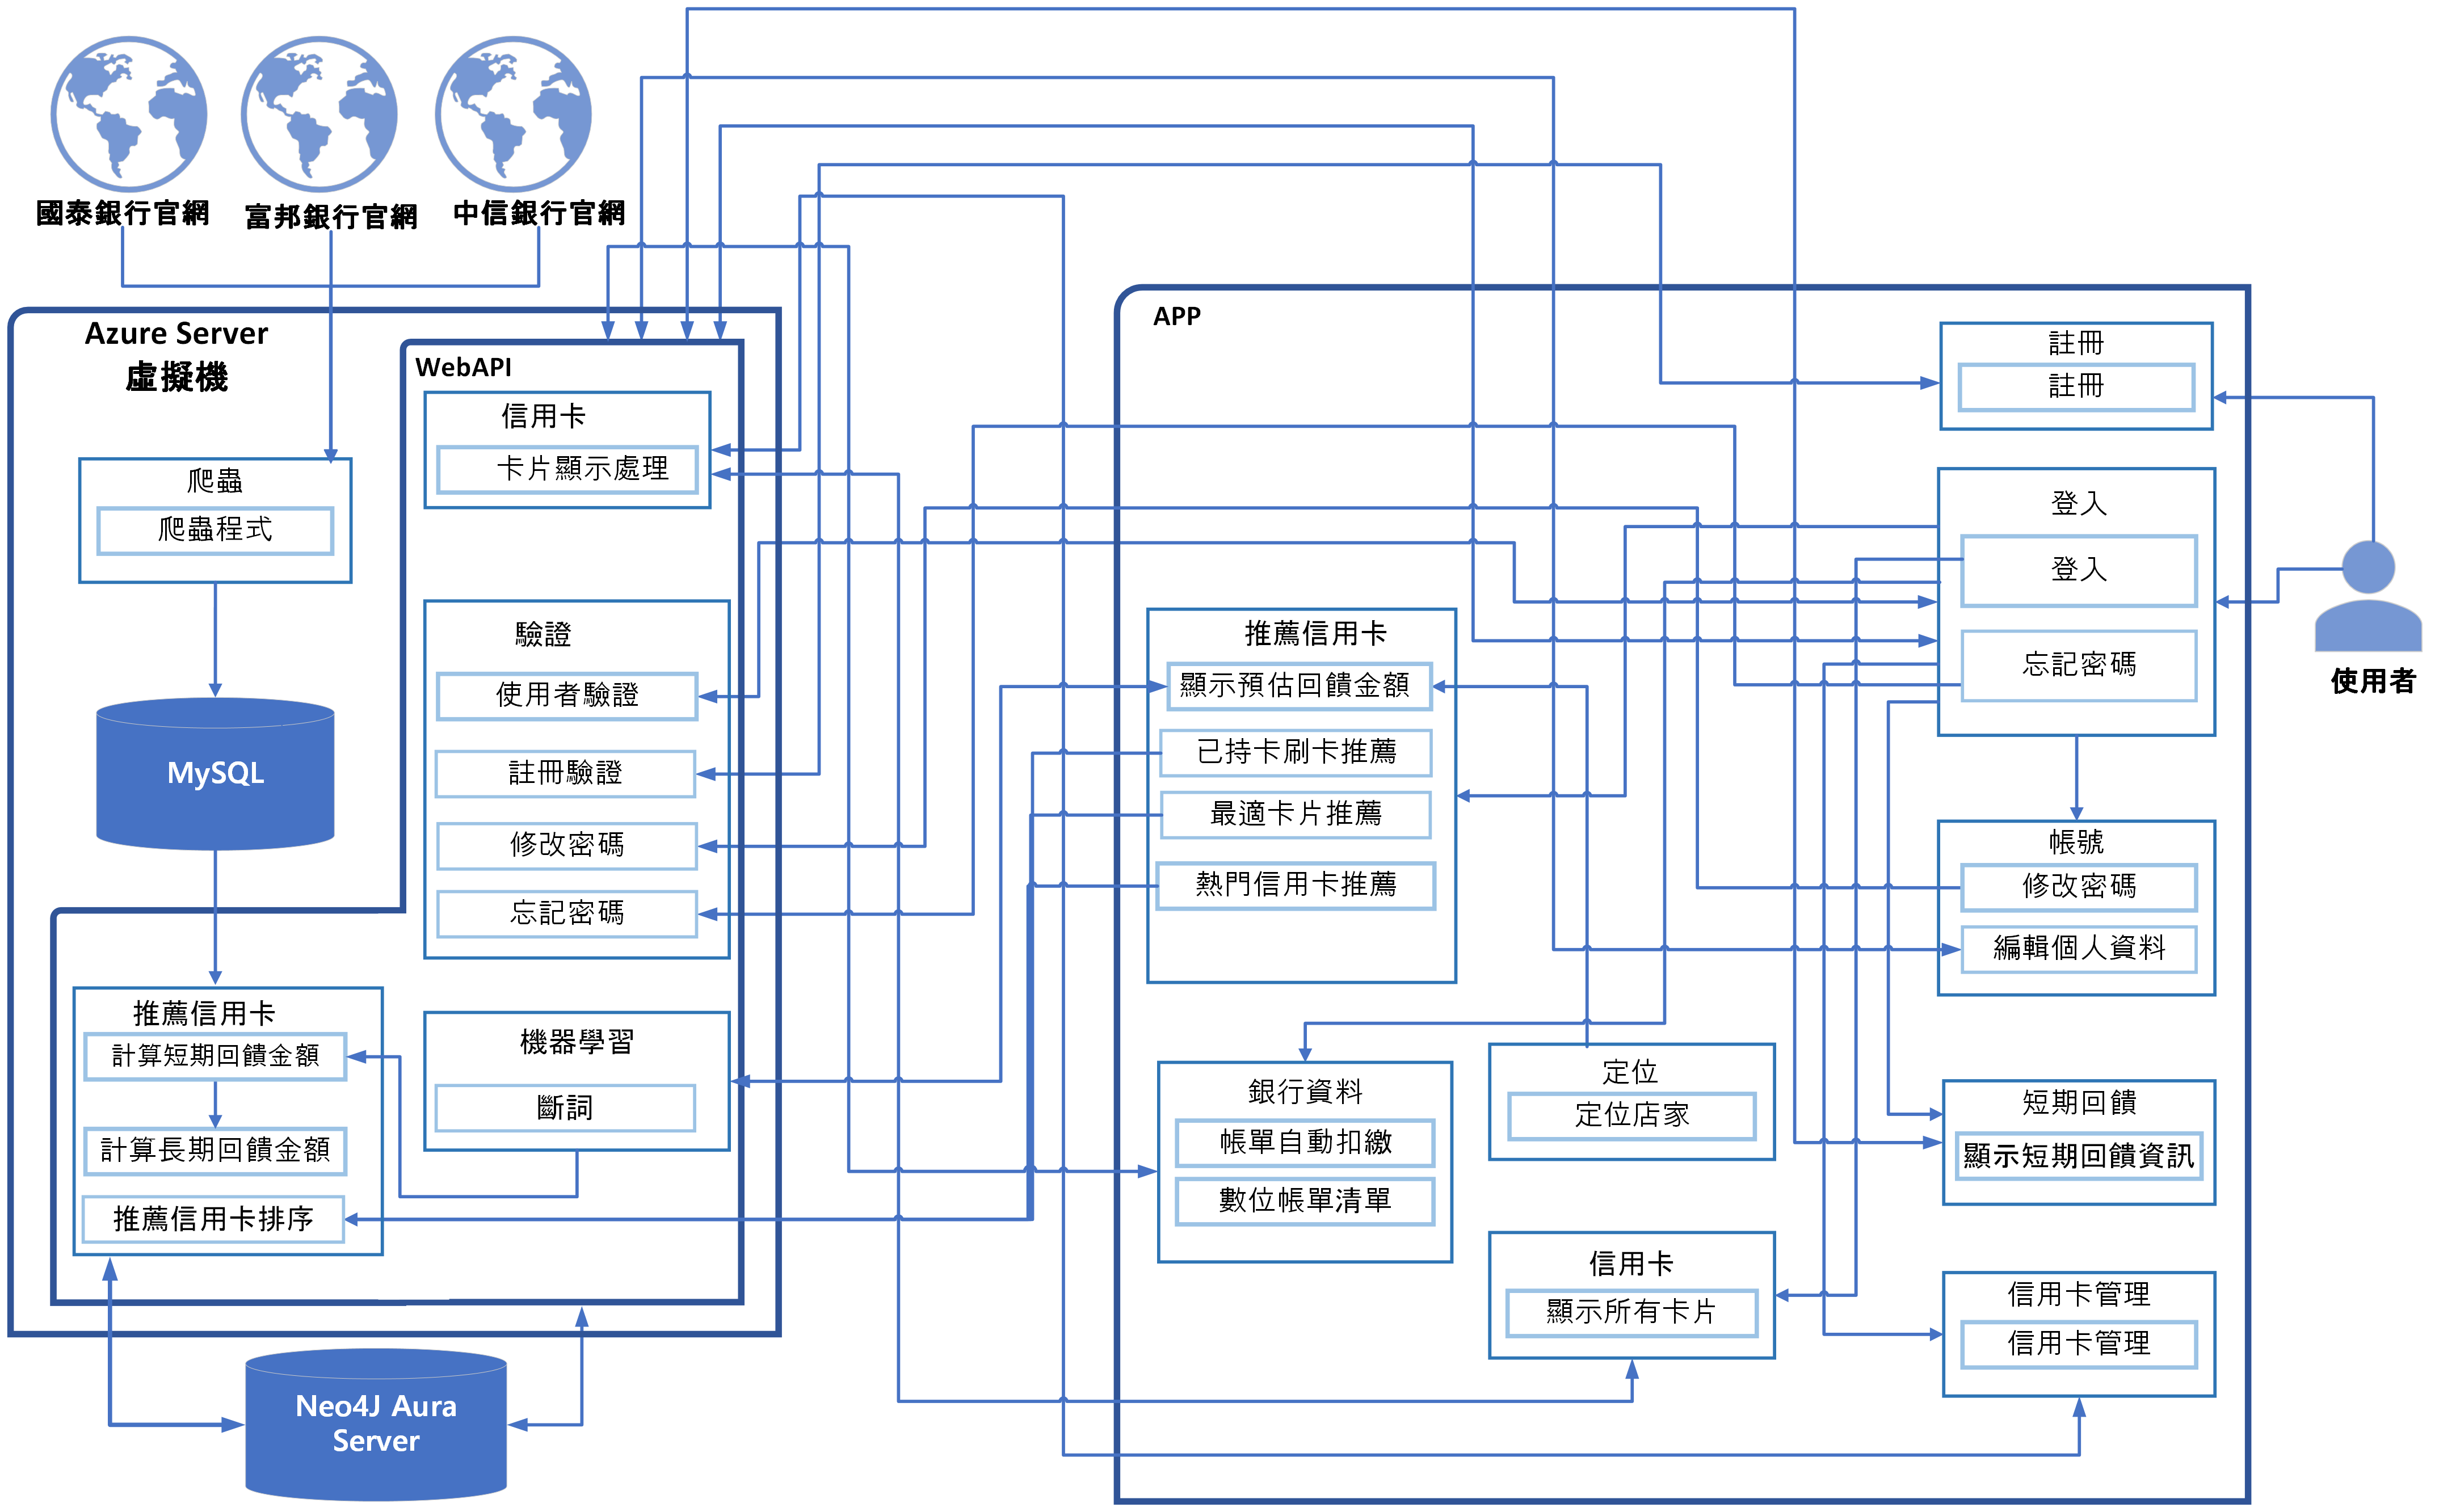 國泰銀行官網
富邦銀行官網
中信銀行官網
Azure Server
虛擬機
WebAPI
信用卡
卡片顯示處理
爬蟲
爬蟲程式
驗證
使用者驗證
註冊驗證
修改密碼
忘記密碼
MySQL
推薦信用卡
計算短期回饋金額
計算長期回饋金額
推薦信用卡排序
機器學習
斷詞
Neo4J Aura
Server
APP
註冊
註冊
登入
登入
忘記密碼
使用者
推薦信用卡
顯示預估回饋金額
已持卡刷卡推薦
最適卡片推薦
熱門信用卡推薦
帳號
修改密碼
編輯個人資料
銀行資料
帳單自動扣繳
數位帳單清單
定位
定位店家
短期回饋
顯示短期回饋資訊
信用卡
顯示所有卡片
信用卡管理
信用卡管理